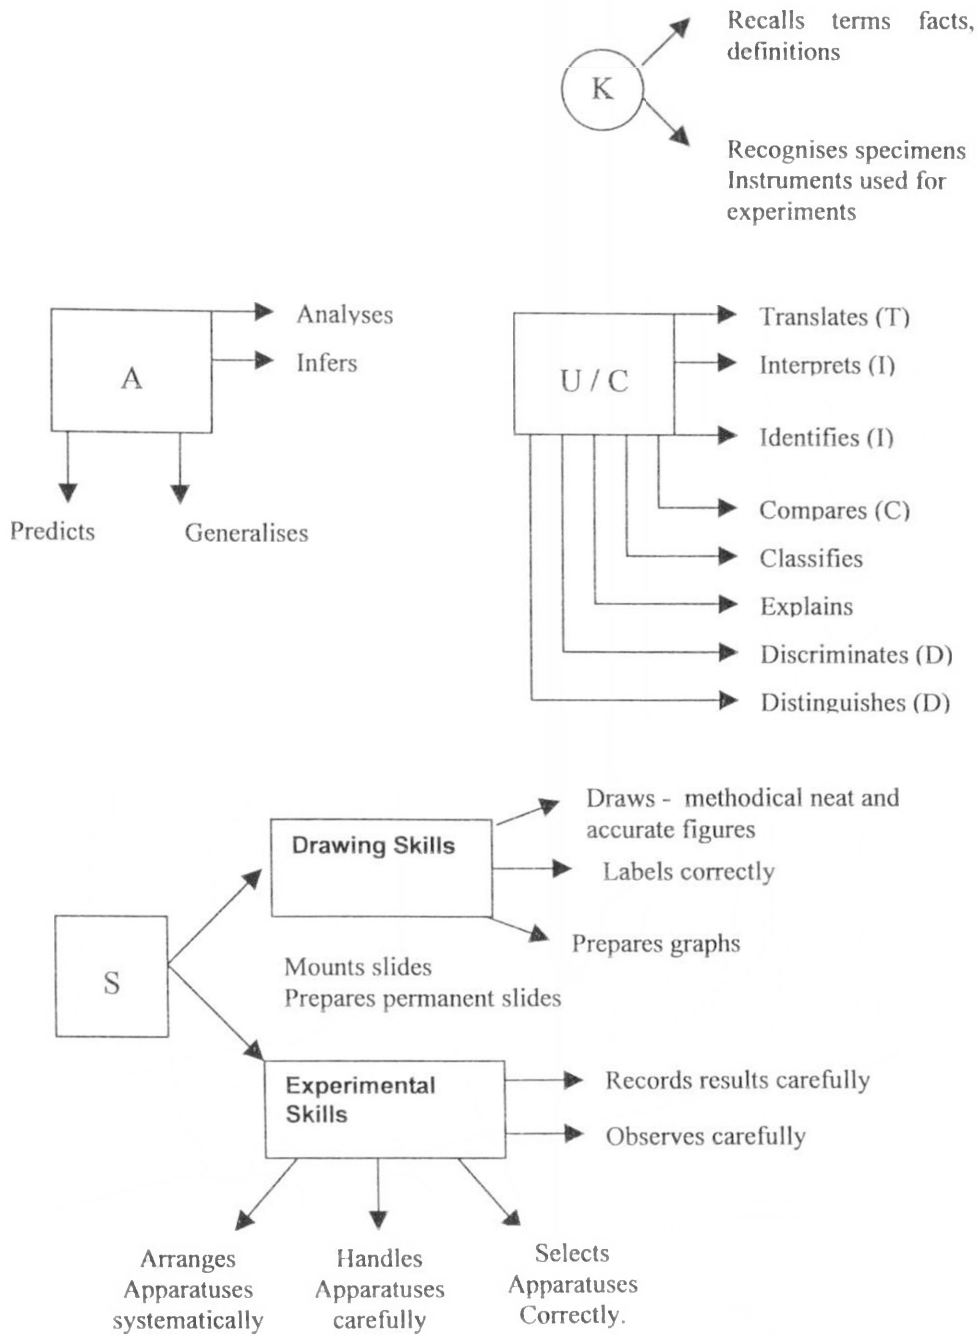 Recalls terms facts,
definitions
K
Recognises specimens
Instruments used for
experiments
A
Analyses
Infers
Predicts
Generalises
U / C
Translates (T)
Interprets (I)
Identifies (I)
Compares (C)
Classifies
Explains
Discriminates (D)
Distinguishes (D)
S
Drawing Skills
Draws - methodical neat and
accurate figures
Labels correctly
Prepares graphs
Mounts slides
Prepares permanent slides
Experimental
Skills
Records results carefully
Observes carefully
Arranges
Apparatuses
systematically
Handles
Apparatuses
carefully
Selects
Apparatuses
Correctly.